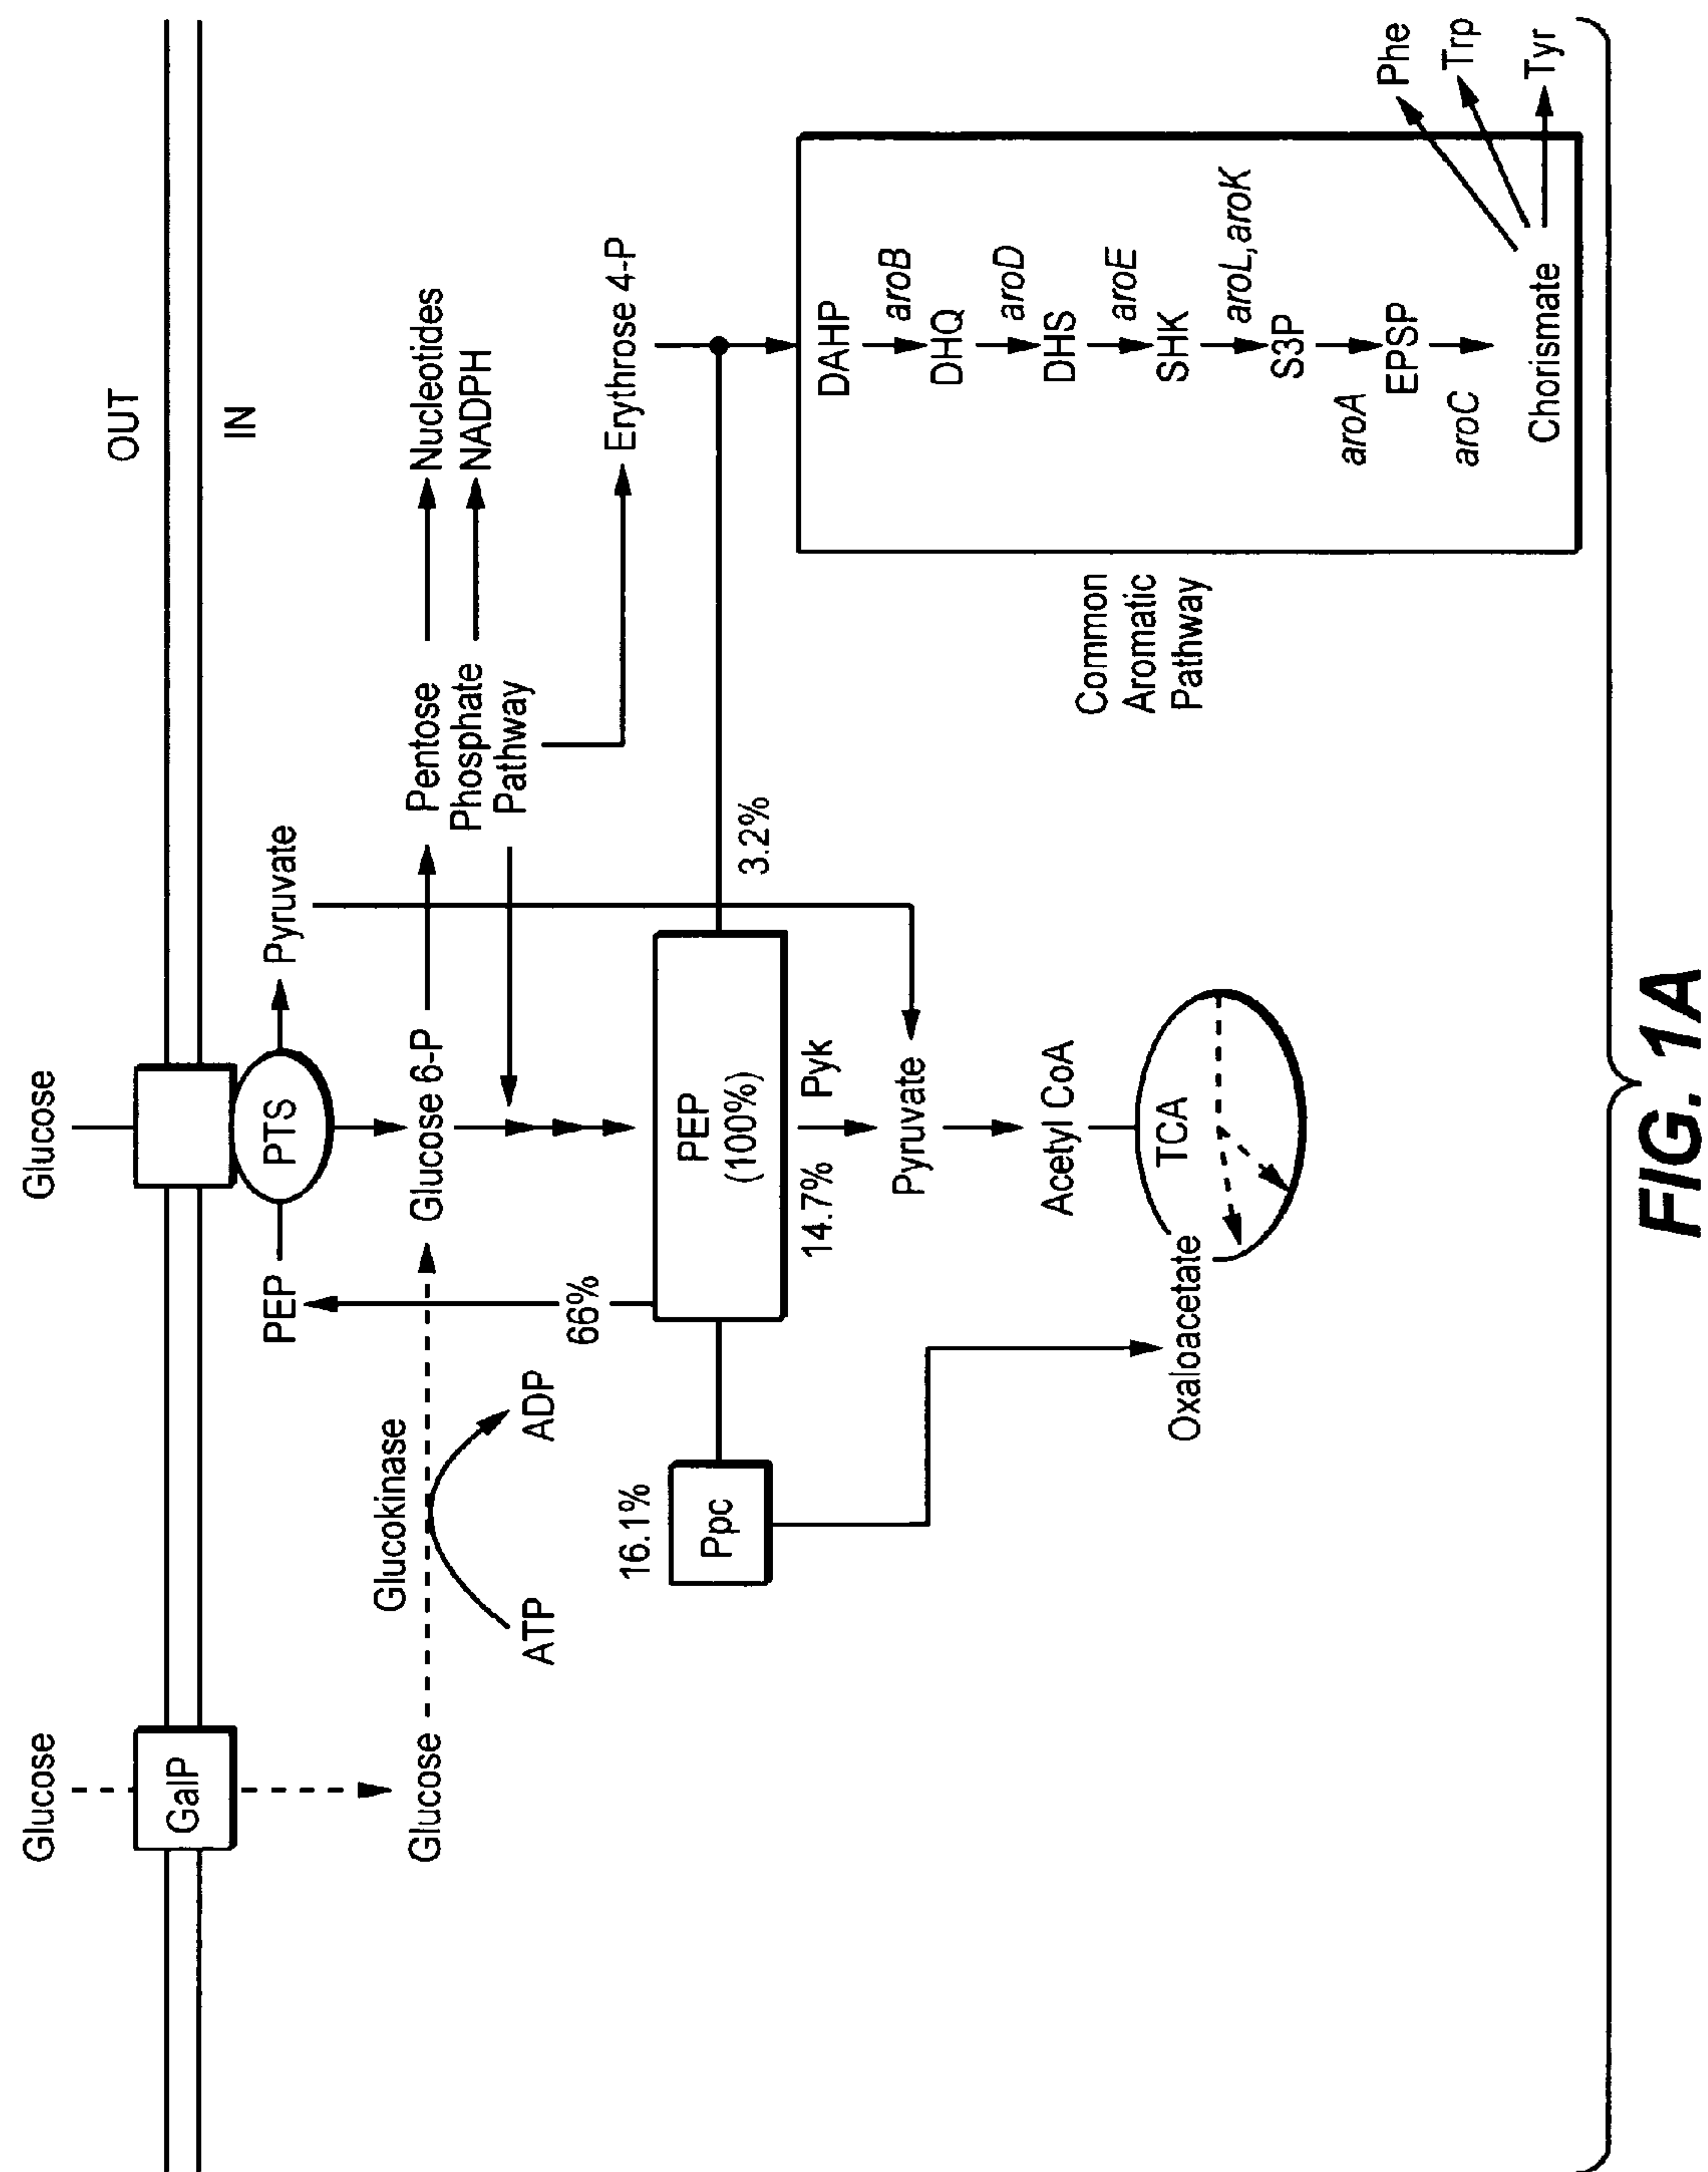 OUT
IN
Glucose
Glucose
GalP
PTS
PEP
Pyruvate
Glucose
Glucokinase
ATP
ADP
Glucose 6-P
Pentose
Phosphate
Pathway
Nucleotides
NADPH
66%
Erythrose 4-P
16.1%
Ppc
PEP
(100%)
3.2%
14.7%
Pyk
Pyruvate
Acetyl CoA
Oxaloacetate
TCA
Common
Aromatic
Pathway
DAHP
aroB
DHQ
aroD
DHS
aroE
SHK
aroL,aroK
S3P
aroA
EPSP
aroC
Chorismate
Phe
Trp
Tyr
FIG. 1A